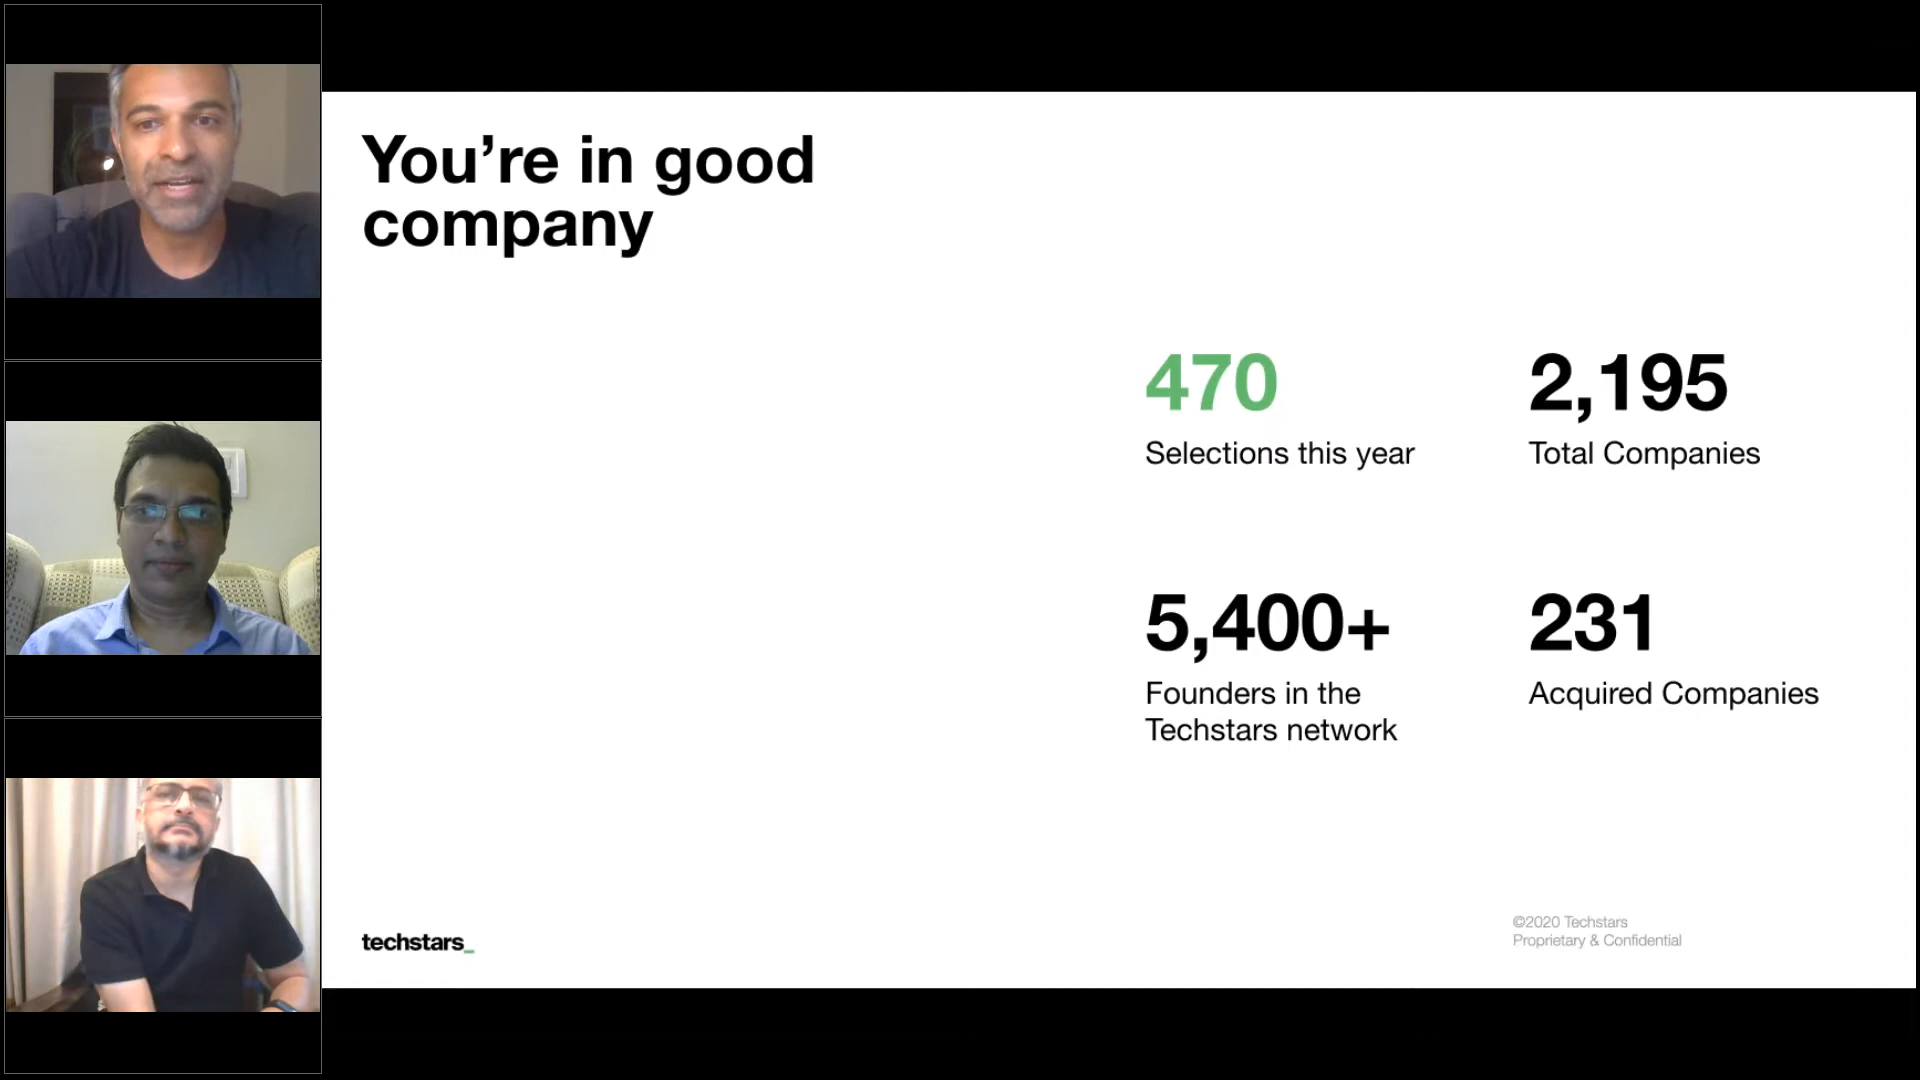 You're in good
company
470
Selections this year
2,195
Total Companies
5,400+
Founders in the
Techstars network
231
Acquired Companies
techstars_
©2020 Techstars
Proprietary & Confidential